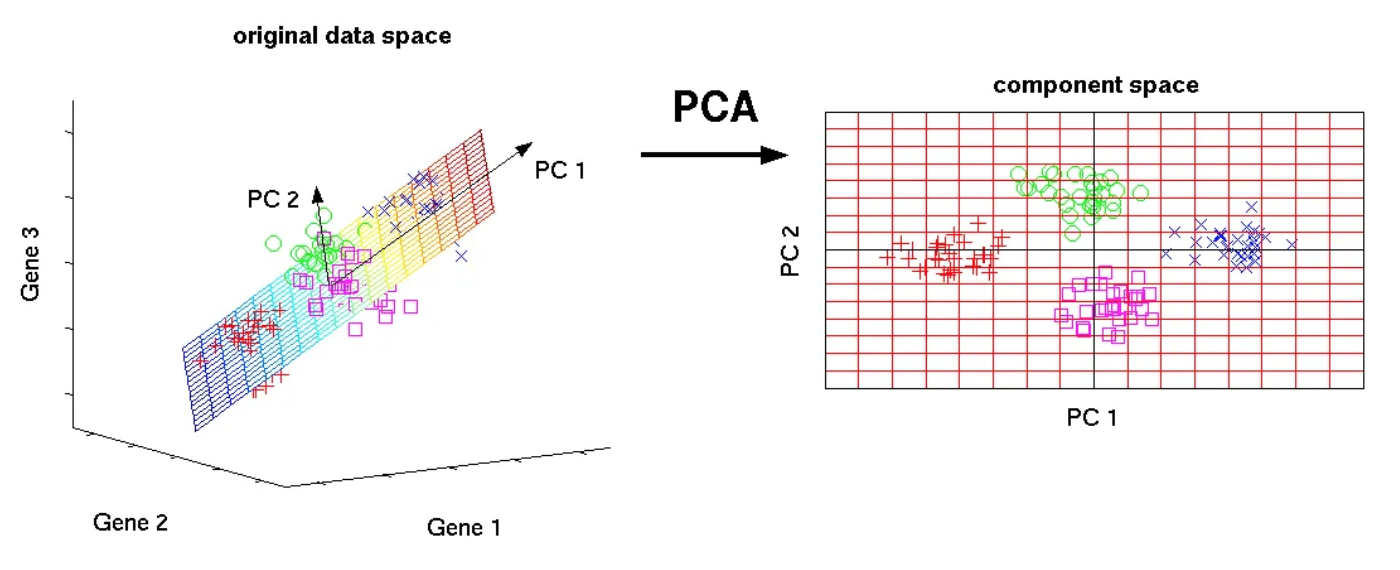 original data space
PC 1
PC 2
Gene 3
Gene 2
Gene 1
PCA
component space
PC 2
PC 1